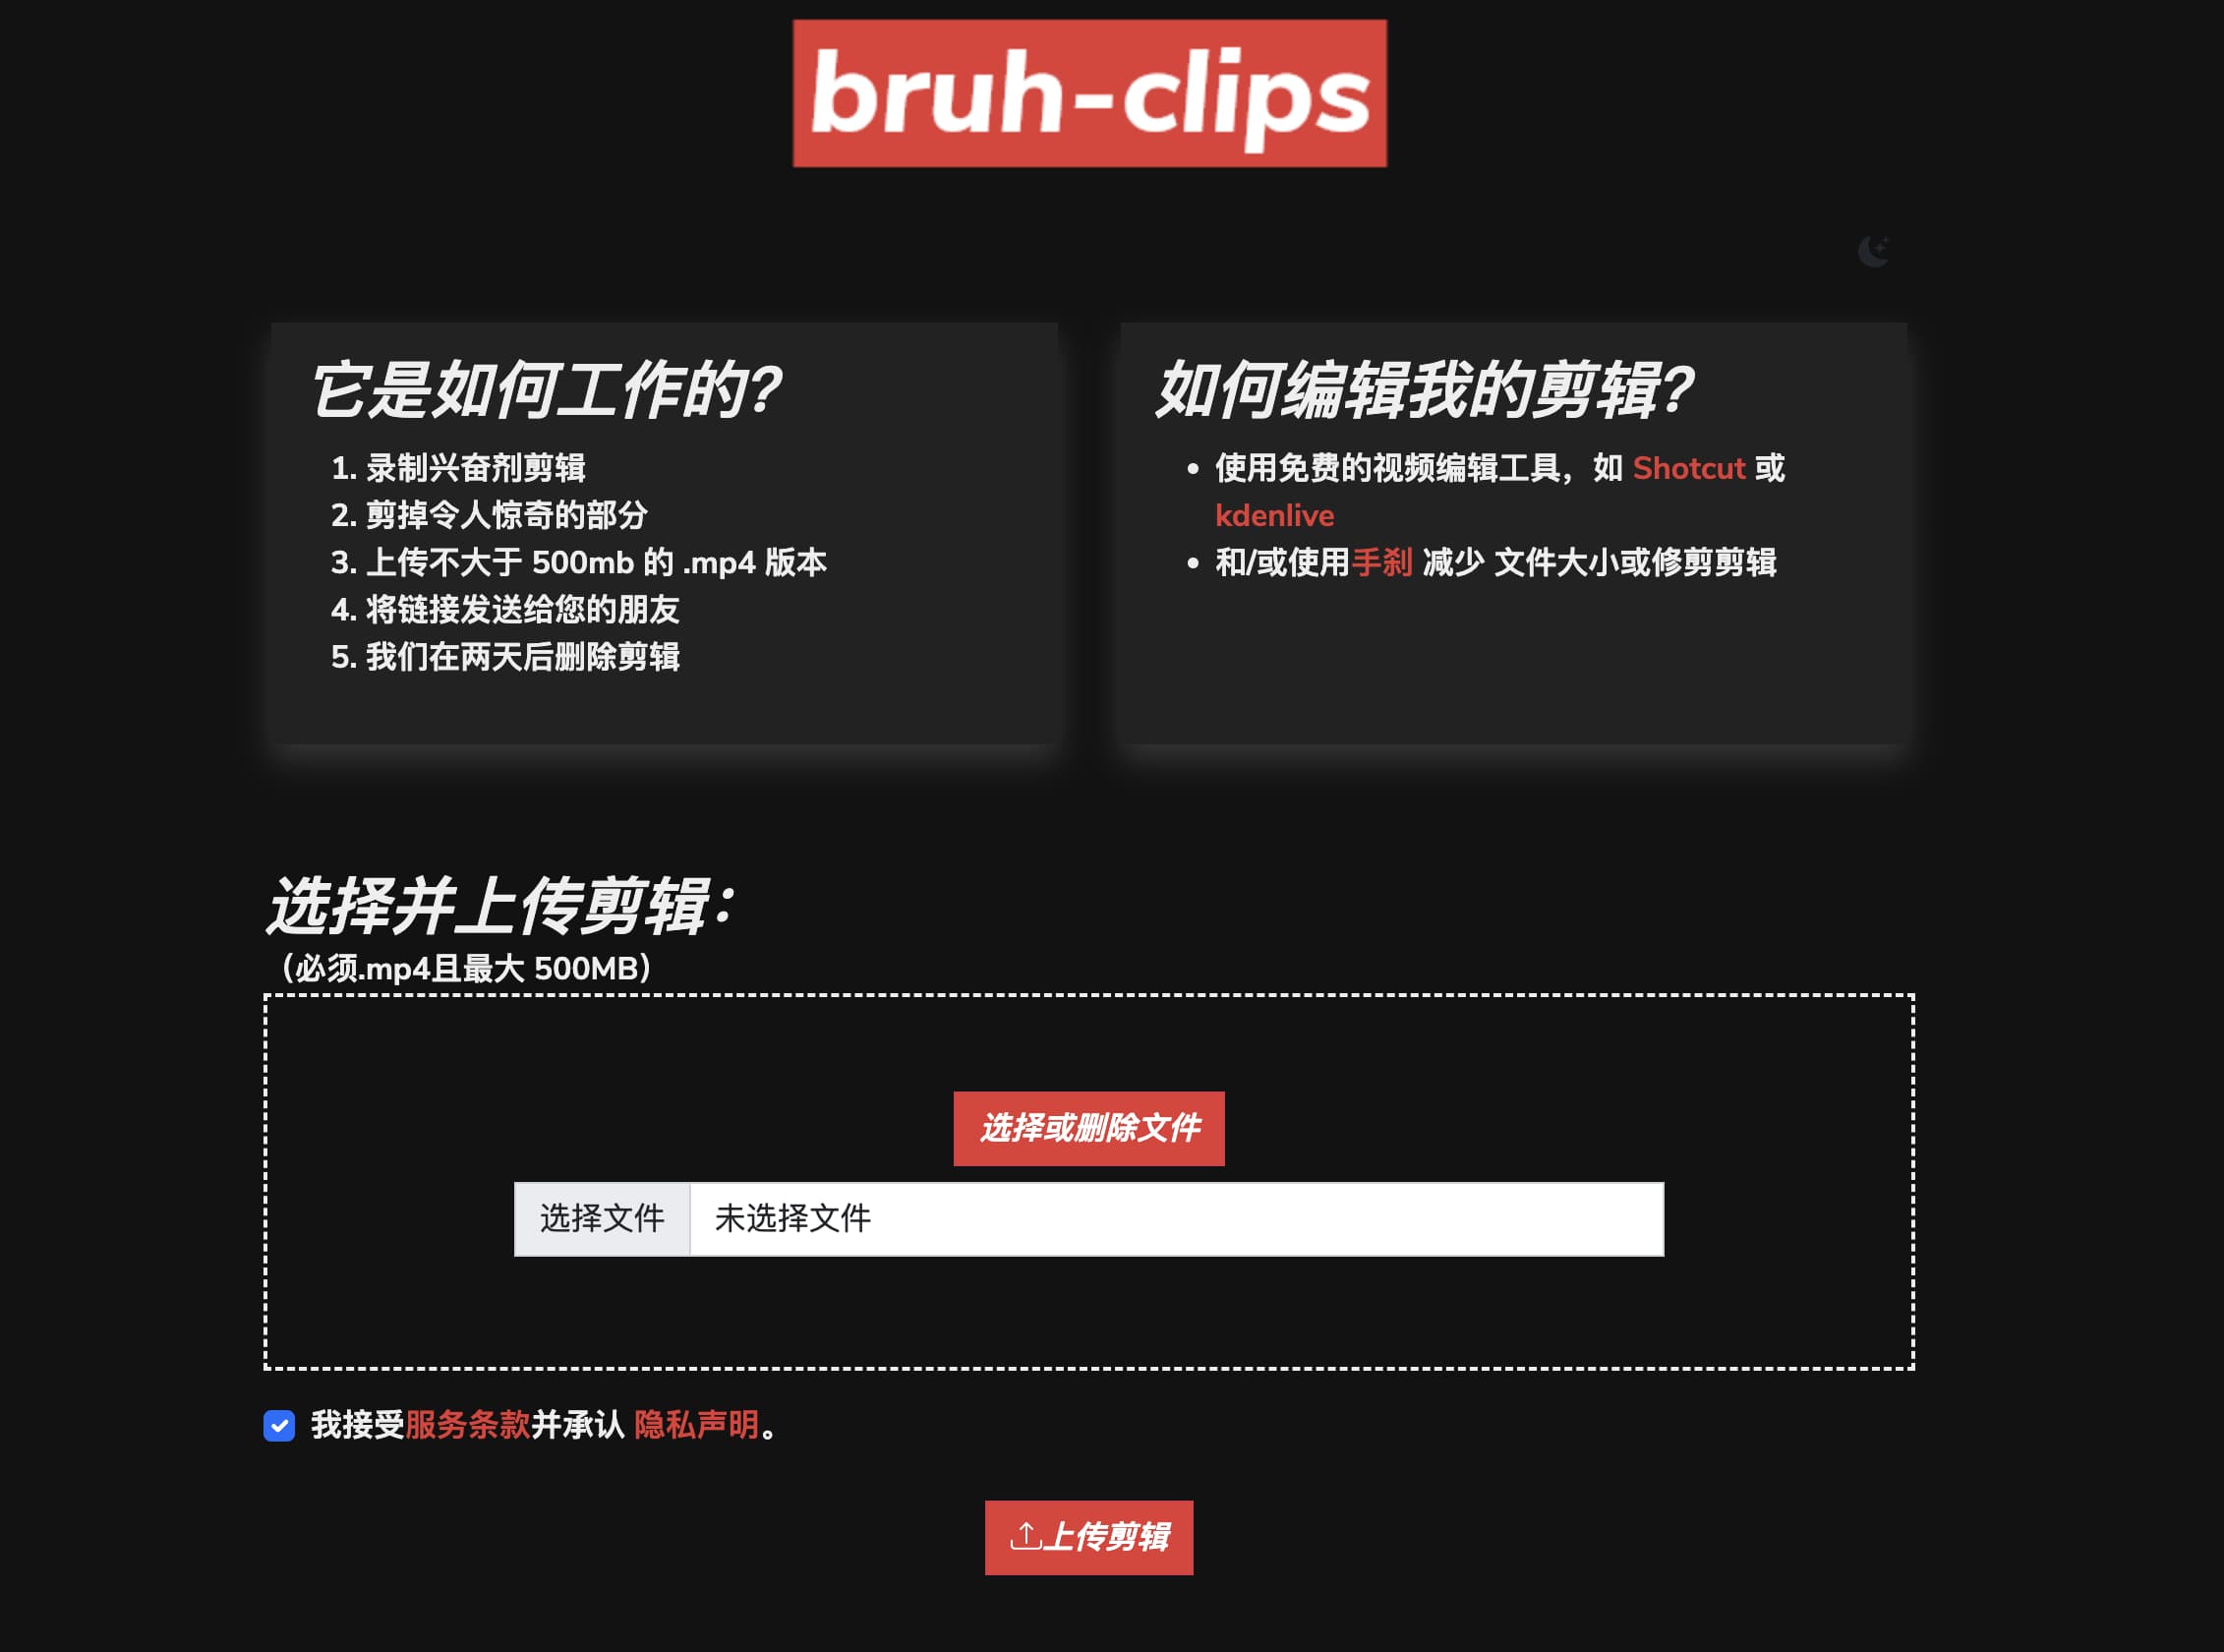 bruh-clips
它是如何工作的?
1. 录制兴奋剂剪辑
2. 剪掉令人惊奇的部分
3. 上传不大于 500mb 的 .mp4 版本
4. 将链接发送给您的朋友
5. 我们在两天后删除剪辑
如何编辑我的剪辑?
• 使用免费的视频编辑工具，如 Shotcut 或
kdenlive
• 和/或使用手刹 减少 文件大小或修剪剪辑
选择并上传剪辑：
（必须.mp4且最大 500MB）
选择或删除文件
选择文件 未选择文件
我接受服务条款并承认 隐私声明。
上传剪辑